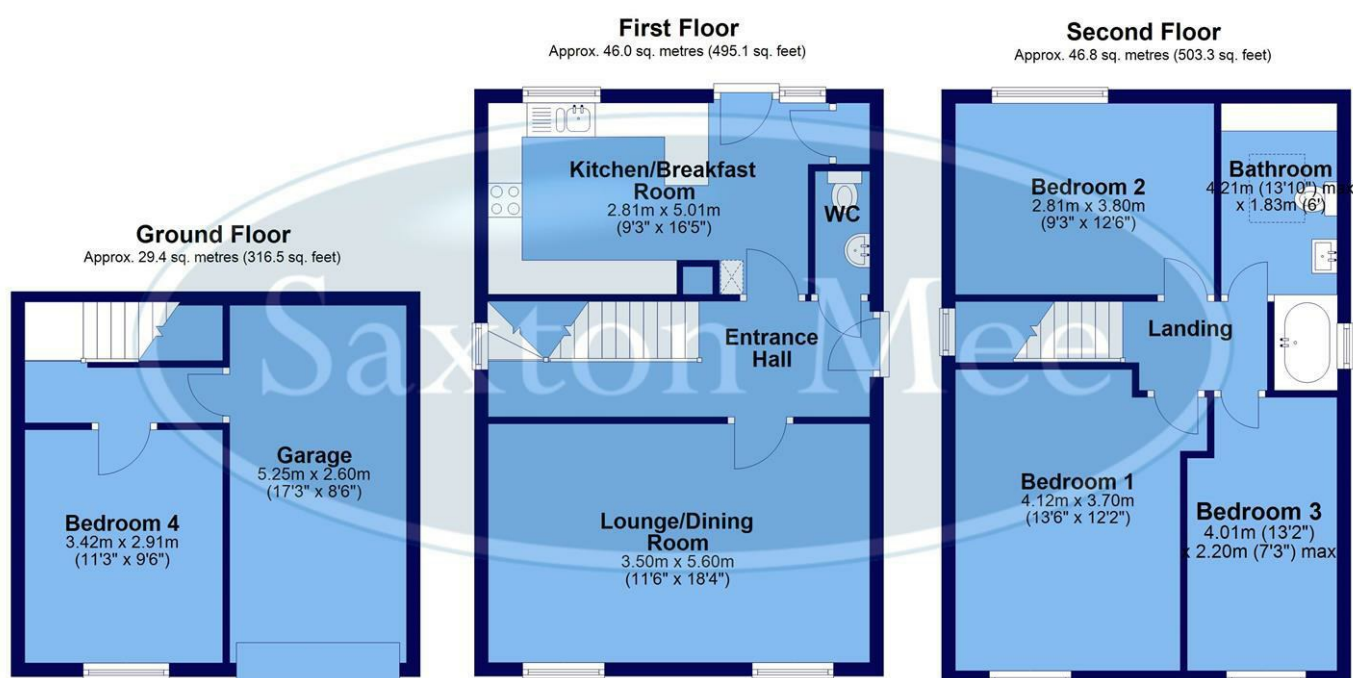 First Floor
Approx. 46.0 sq. metres (495.1 sq. feet)
Second Floor
Approx. 46.8 sq. metres (503.3 sq. feet)
Ground Floor
Approx. 29.4 sq. metres (316.5 sq. feet)
Kitchen/Breakfast
Room
2.81m x 5.01m
(9'3" x 16'5")
WC
Entrance
Hall
Lounge/Dining
Room
3.50m x 5.60m
(11'6" x 18'4")
Bedroom 2
2.81m x 3.80m
(9'3" x 12'6")
Bathroom
4.21m (13'10") max
x 1.83m (6')
Landing
Bedroom 1
4.12m x 3.70m
(13'6" x 12'2")
Bedroom 3
4.01m (13'2")
x 2.20m (7'3") max
Garage
5.25m x 2.60m
(17'3" x 8'6")
Bedroom 4
3.42m x 2.91m
(11'3" x 9'6")
Saxton Mee